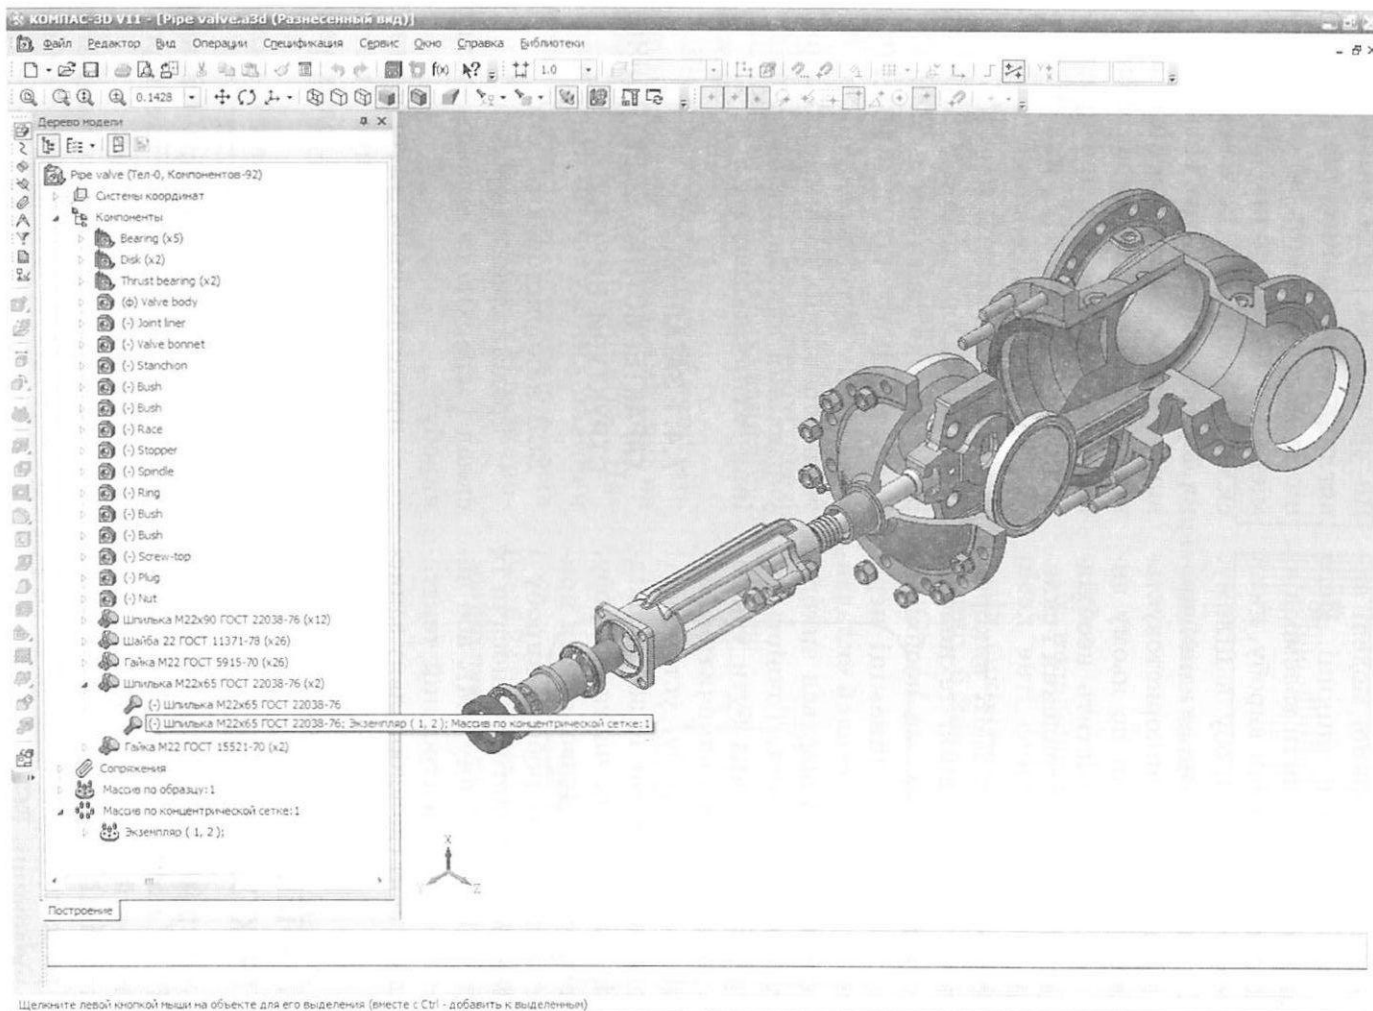 КОМПАС-3D V11 - [Pipe valve.a3d (Разнесенный вид)]
Файл Редактор Вид Операции Спецификация Сервис Окно Справка Библиотеки
f(x) 1.0
0.1428
Дерево модели
Pipe valve (Тел-0, Компонентов-92)
Системы координат
Компоненты
Bearing (x5)
Disk (x2)
Thrust bearing (x2)
(ф) Valve body
(-) Joint liner
(-) Valve bonnet
(-) Stanchion
(-) Bush
(-) Bush
(-) Race
(-) Stopper
(-) Spindle
(-) Ring
(-) Bush
(-) Bush
(-) Screw-top
(-) Plug
(-) Nut
Шпилька М22х90 ГОСТ 22038-76 (x12)
Шайба 22 ГОСТ 11371-78 (x26)
Гайка М22 ГОСТ 5915-70 (x26)
Шпилька М22х65 ГОСТ 22038-76 (x2)
(-) Шпилька М22х65 ГОСТ 22038-76
(-) Шпилька М22х65 ГОСТ 22038-76; Экземпляр ( 1, 2 ); Массив по концентрической сетке:1
Гайка М22 ГОСТ 15521-70 (x2)
Сопряжения
Массив по образцу:1
Массив по концентрической сетке:1
Экземпляр ( 1, 2 );
X
Y
Z
Построение
Щелкните левой кнопкой мыши на объекте для его выделения (вместе с Ctrl - добавить к выделенным)